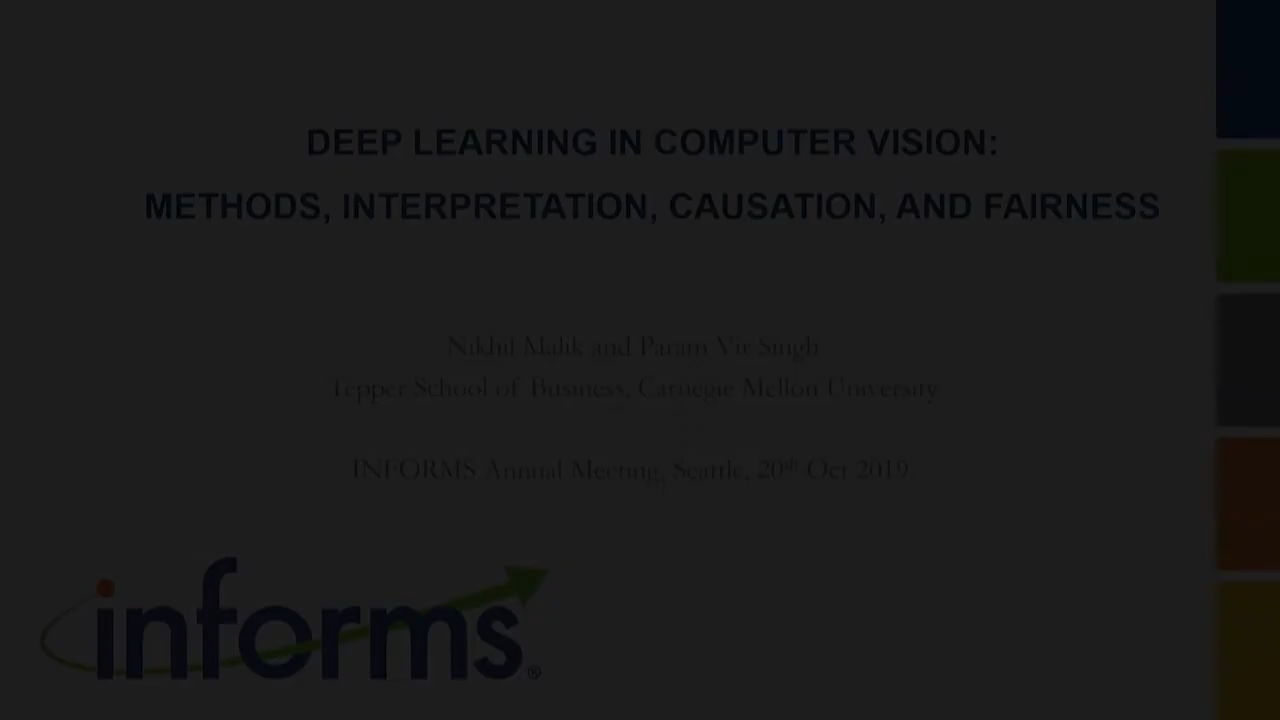 DEEP LEARNING IN COMPUTER VISION:
METHODS, INTERPRETATION, CAUSATION, AND FAIRNESS
Nikhil Malik and Param Vir Singh
Tepper School of Business, Carnegie Mellon University
INFORMS Annual Meeting, Seattle, 20th Oct 2019.
informs®